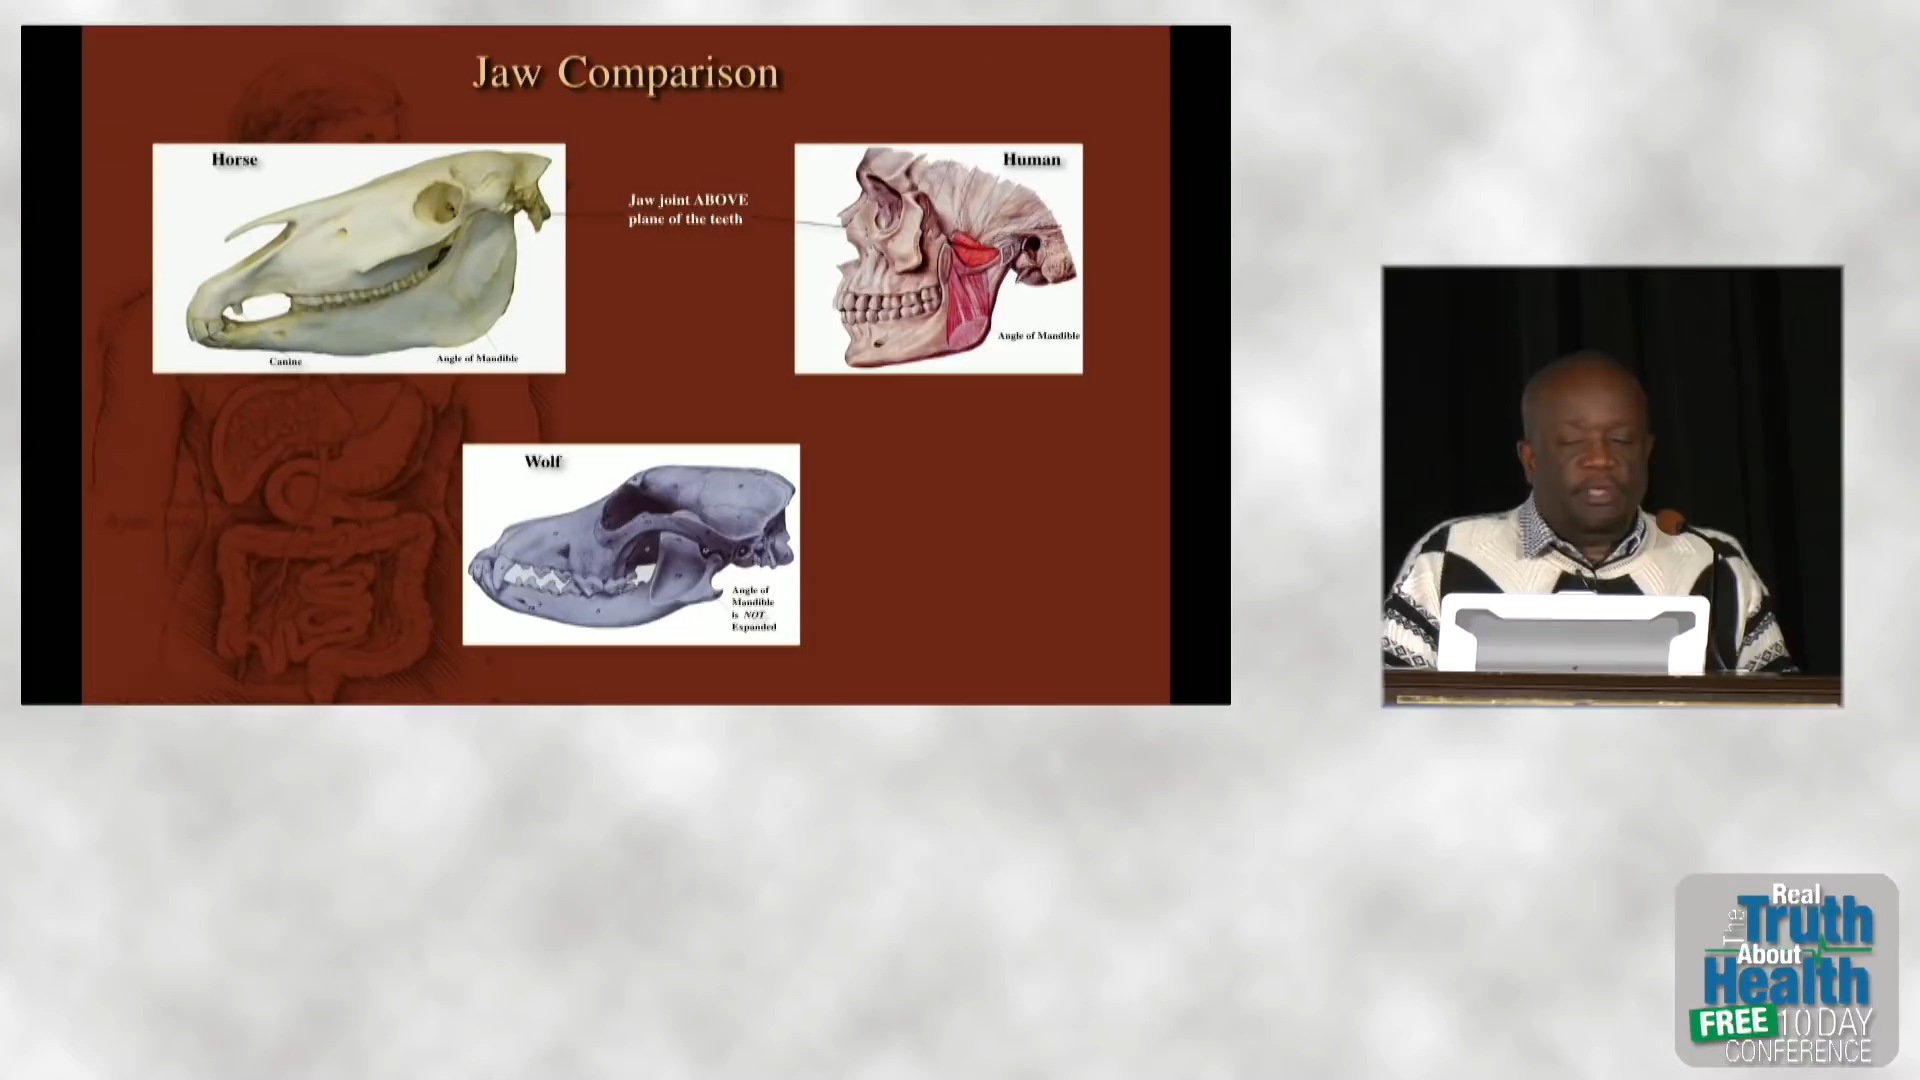 Jaw Comparison
Horse
Canine
Angle of Mandible
Jaw joint ABOVE
plane of the teeth
Human
Angle of Mandible
Wolf
Angle of
Mandible
is NOT
Expanded
The
Real
Truth
About
Health
FREE 10 DAY
CONFERENCE